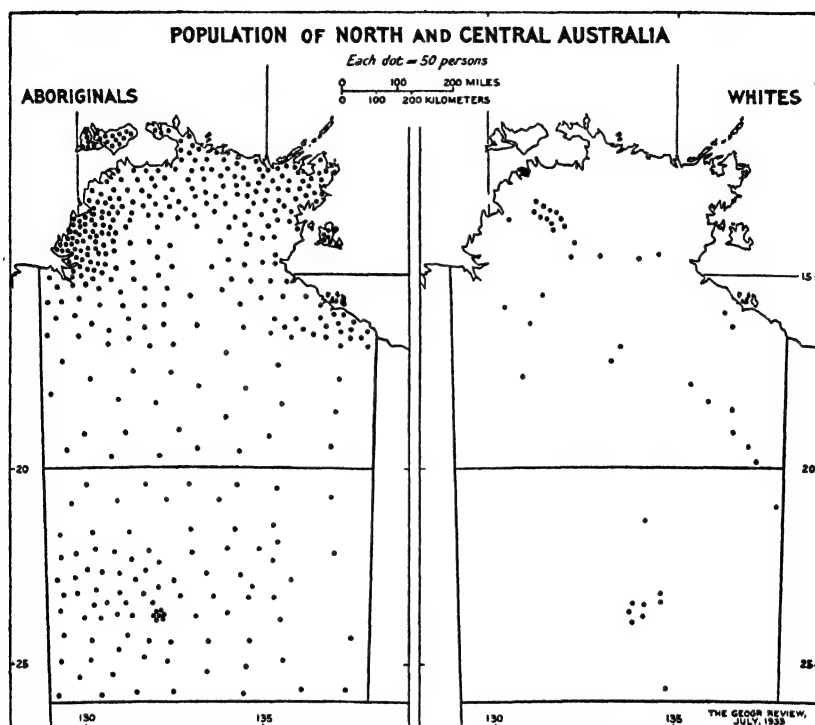 POPULATION OF NORTH AND CENTRAL AUSTRALIA
Each dot = 50 persons
0 100 200 MILES
0 100 200 KILOMETERS
ABORIGINALS
WHITES
15
20
20
25
25
130 135
130 135
THE GEOGR. REVIEW,
JULY, 1933